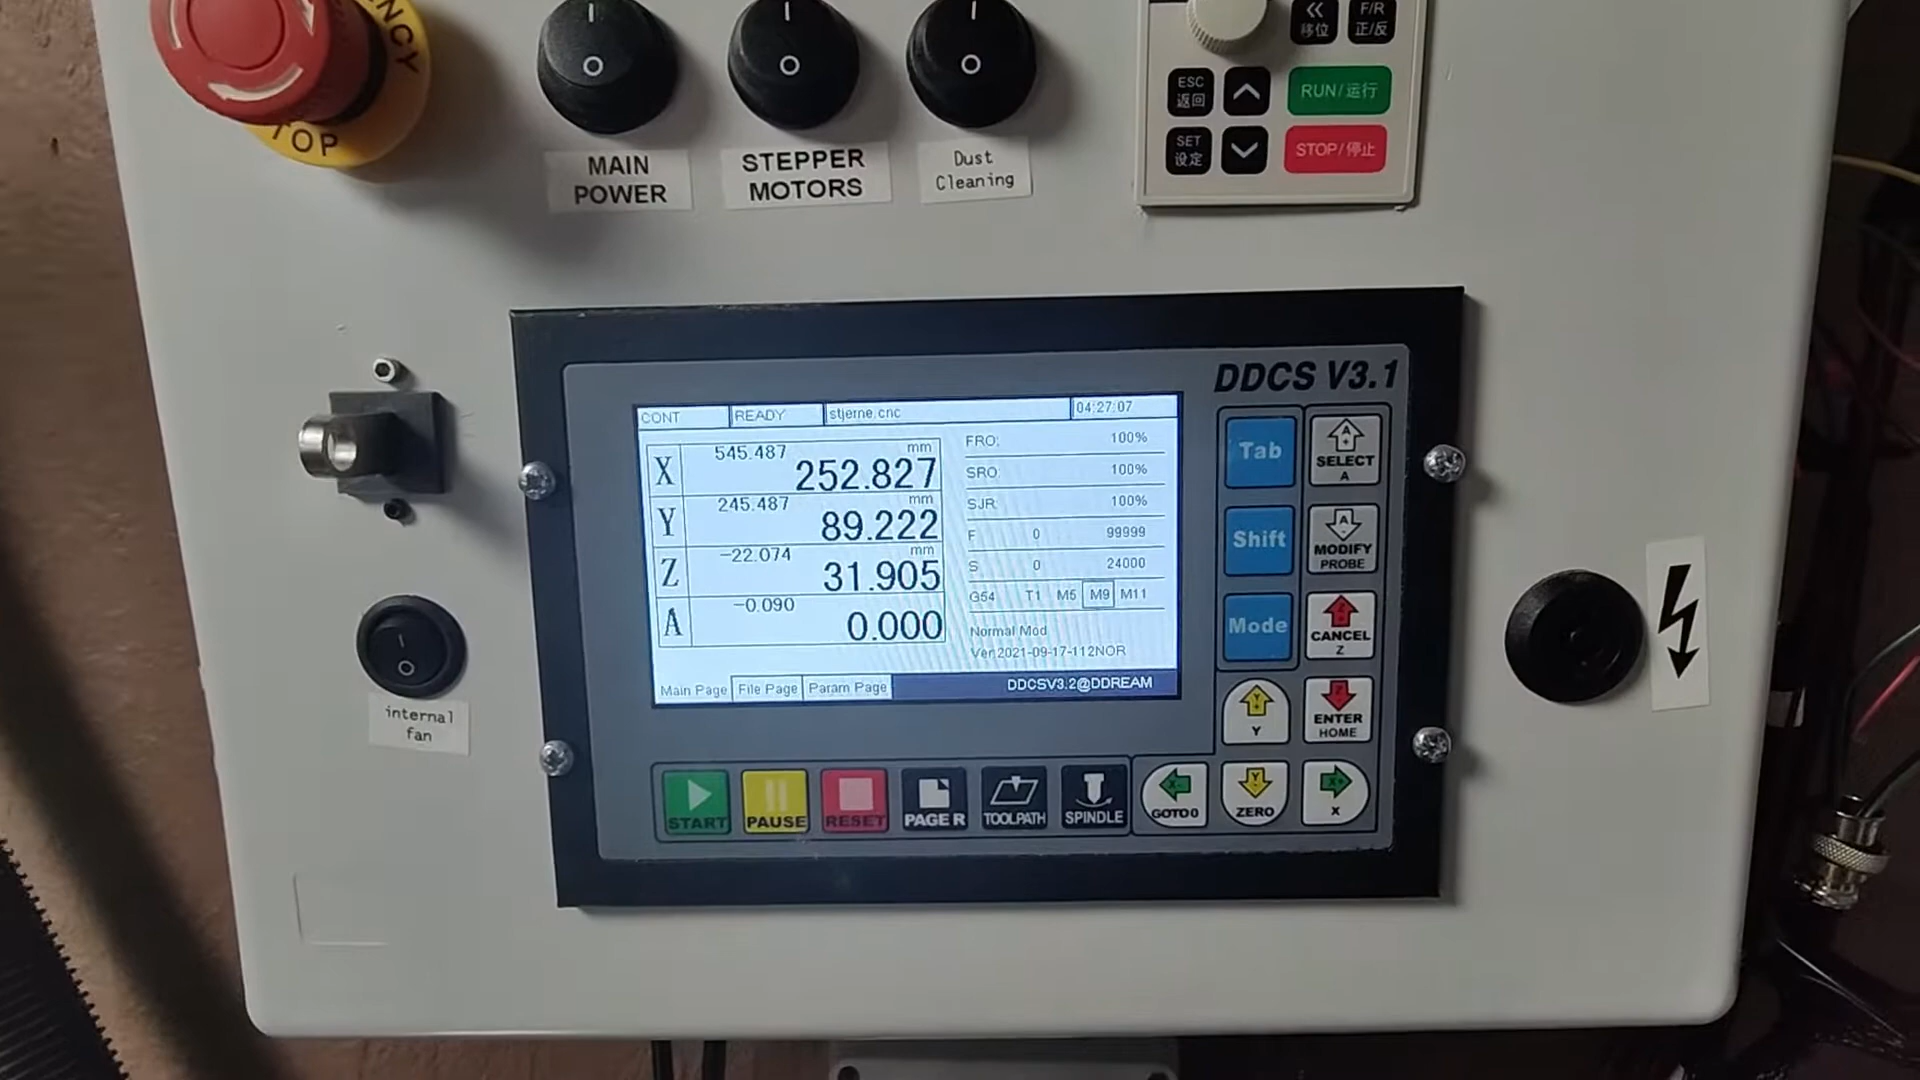 NCY
TOP
MAIN
POWER
STEPPER
MOTORS
Dust
Cleaning
移位
F/R
正/反
ESC
返回
RUN/运行
SET
设定
STOP/停止
DDCS V3.1
CONT
READY
stjerne.cnc
04:27:07
X 545.487 mm
252.827
Y 245.487 mm
89.222
Z -22.074 mm
31.905
A -0.090
0.000
FRO: 100%
SRO: 100%
SJR: 100%
F 0 99999
S 0 24000
G54 T1 M5 M9 M11
Normal Mod
Ver:2021-09-17-112NOR
Main Page
File Page
Param Page
DDCSV3.2@DDREAM
Tab
A+
SELECT
A
Shift
A-
MODIFY
PROBE
Mode
CANCEL
Z
Y+
Y
ENTER
HOME
START
PAUSE
RESET
PAGE R
TOOLPATH
SPINDLE
X-
GOTO0
Y-
ZERO
X+
X
internal
fan